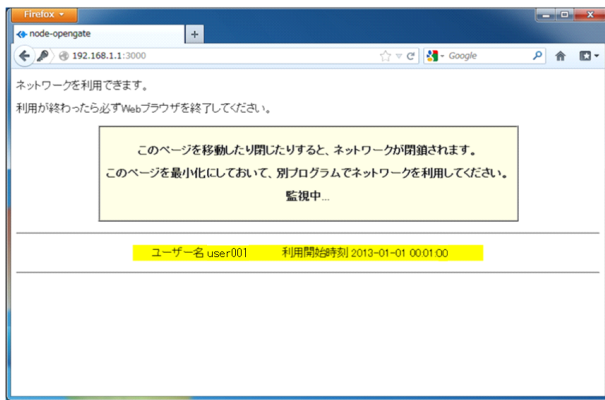 Firefox
node-opengate
192.168.1.1:3000
Google
ネットワークを利用できます。
利用が終わったら必ずWebブラウザを終了してください。
このページを移動したり閉じたりすると、ネットワークが閉鎖されます。
このページを最小化にしておいて、別プログラムでネットワークを利用してください。
監視中...
ユーザー名 user001 利用開始時刻 2013-01-01 00:01:00